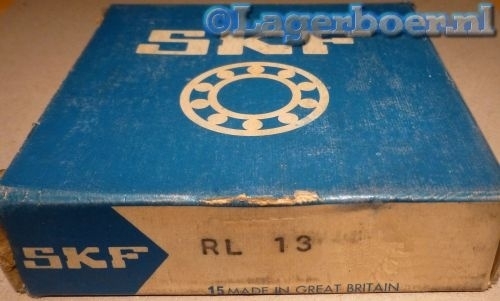 ©Lagerboer.nl
SKF
SKF
RL 13
15 MADE IN GREAT BRITAIN